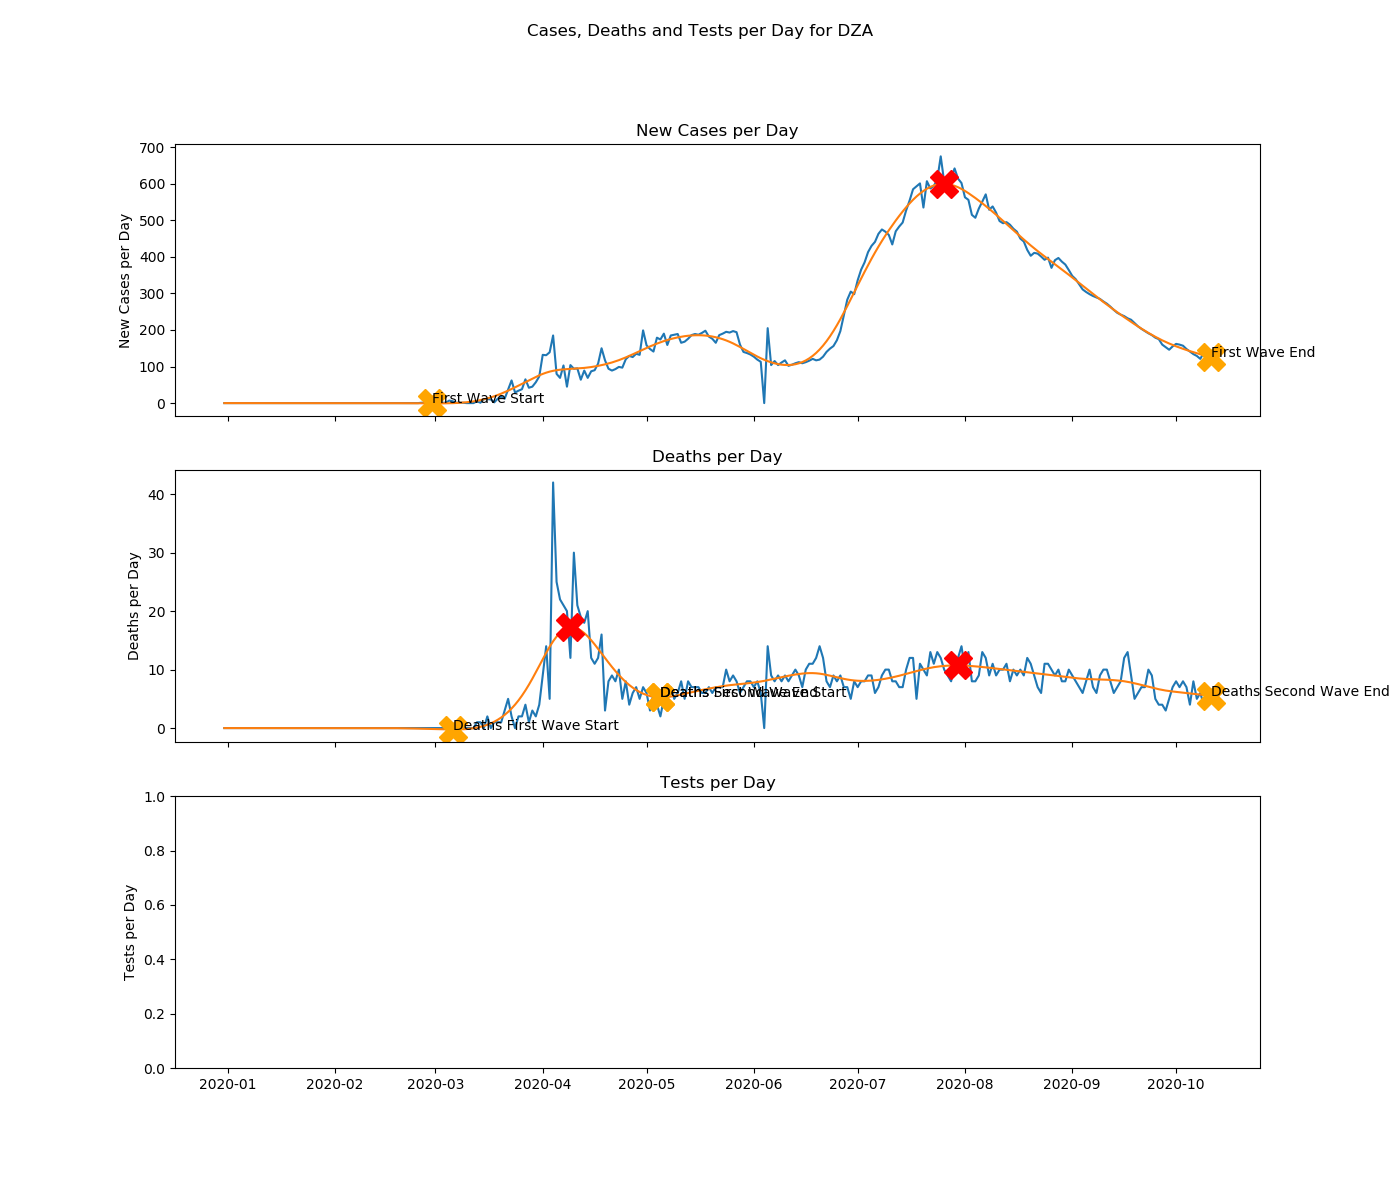 Cases, Deaths and Tests per Day for DZA
New Cases per Day
New Cases per Day
700
600
500
400
300
200
100
0
First Wave Start
First Wave End
Deaths per Day
Deaths per Day
40
30
20
10
0
Deaths First Wave Start
Deaths First Wave End
Deaths Second Wave Start
Deaths Second Wave End
Tests per Day
Tests per Day
1.0
0.8
0.6
0.4
0.2
0.0
2020-01 2020-02 2020-03 2020-04 2020-05 2020-06 2020-07 2020-08 2020-09 2020-10